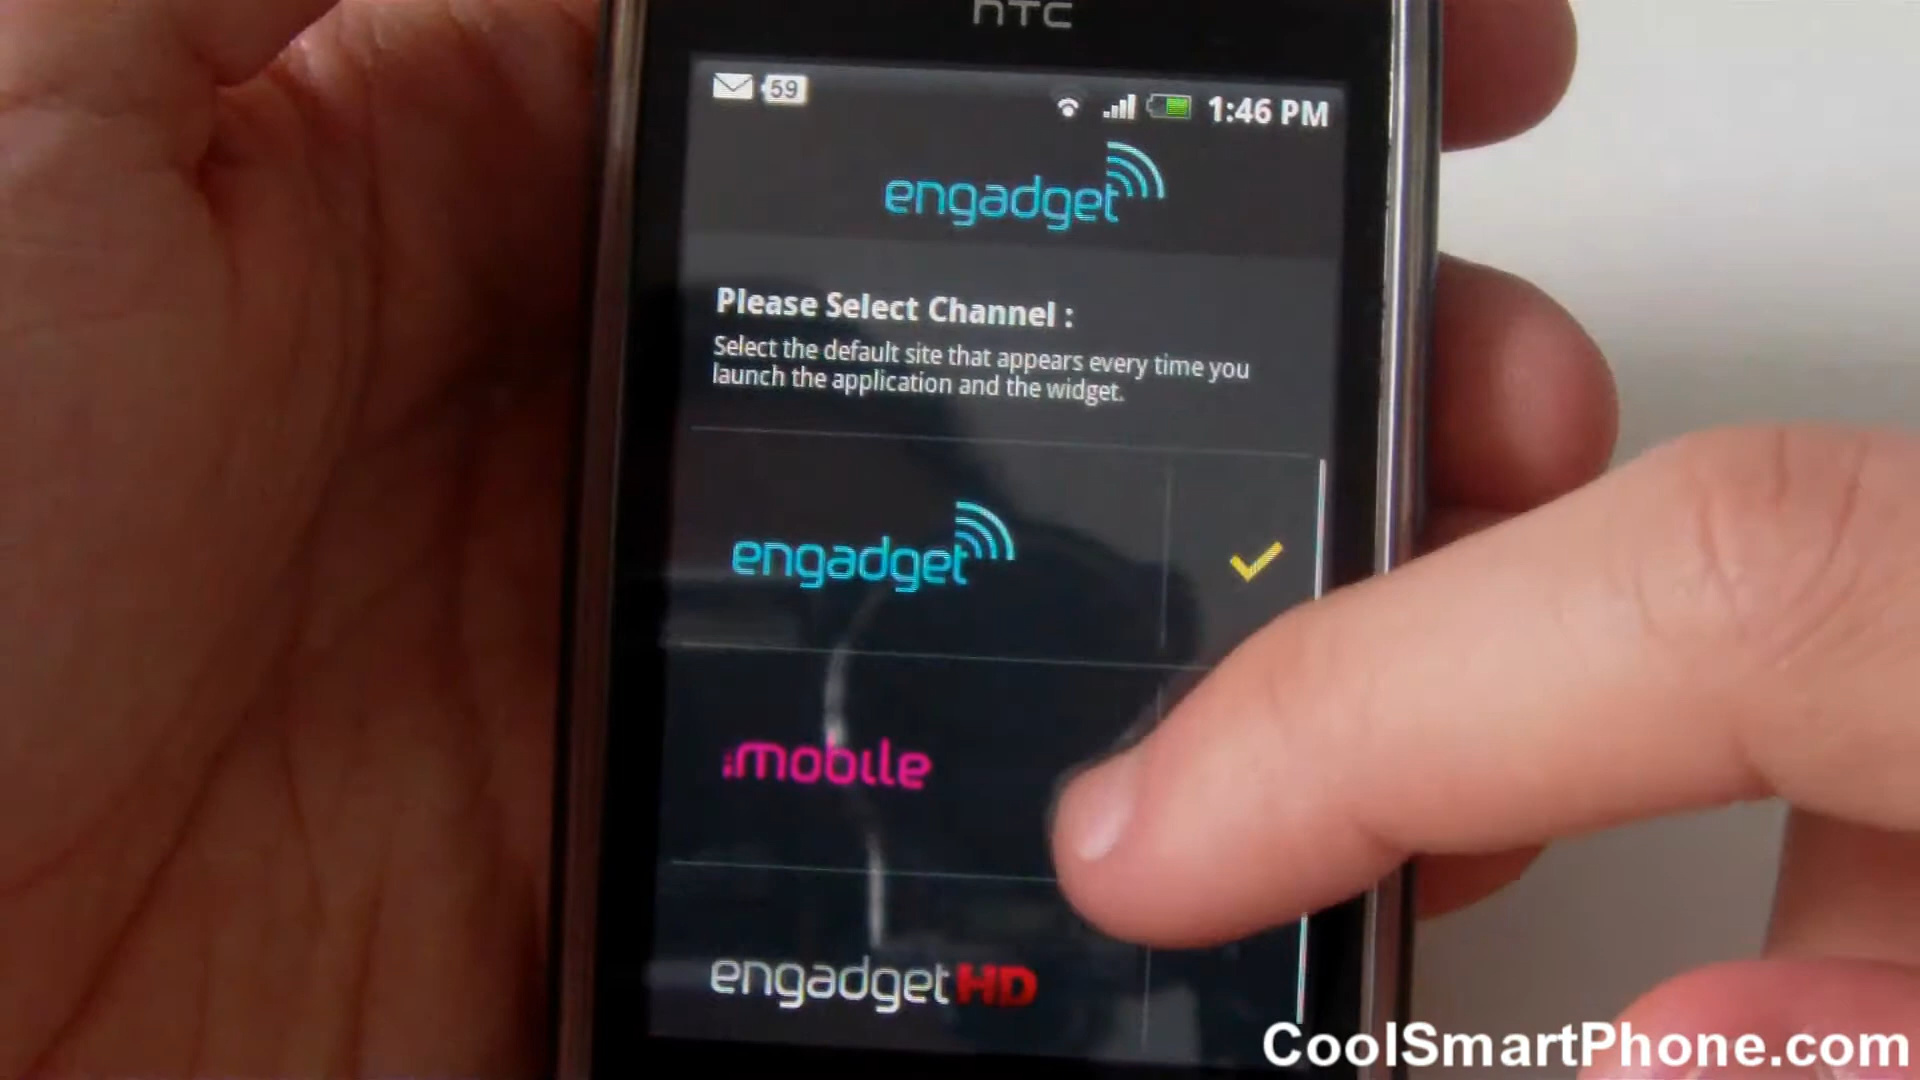 hTC
59
1:46 PM
engadget
Please Select Channel :
Select the default site that appears every time you
launch the application and the widget.
engadget
:mobile
engadget HD
CoolSmartPhone.com